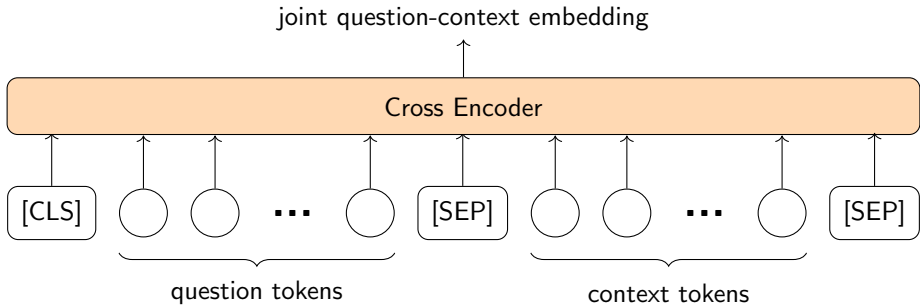 joint question-context embedding
Cross Encoder
[CLS] ... [SEP] ... [SEP]
question tokens context tokens